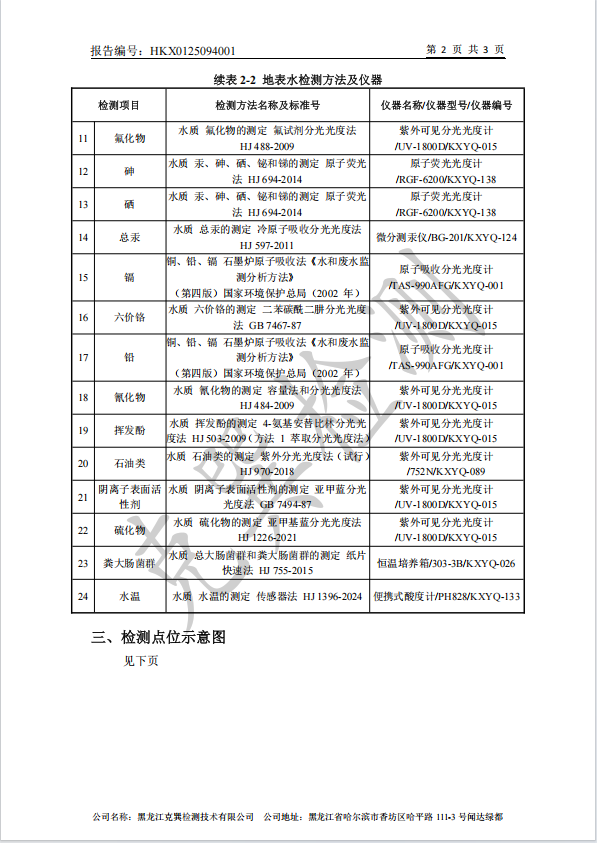 报告编号：HKX0125094001 第 2 页 共 3 页
续表 2-2 地表水检测方法及仪器
检测项目 检测方法名称及标准号 仪器名称/仪器型号/仪器编号
11 氟化物 水质 氟化物的测定 氟试剂分光光度法 紫外可见分光光度计
HJ 488-2009 /UV-1800D/KXYQ-015
12 砷 水质 汞、砷、硒、铋和锑的测定 原子荧光 原子荧光光度计
法 HJ 694-2014 /RGF-6200/KXYQ-138
13 硒 水质 汞、砷、硒、铋和锑的测定 原子荧光 原子荧光光度计
法 HJ 694-2014 /RGF-6200/KXYQ-138
14 总汞 水质 总汞的测定 冷原子吸收分光光度法 微分测汞仪/BG-201/KXYQ-124
HJ 597-2011
15 镉 铜、铅、镉 石墨炉原子吸收法《水和废水监 原子吸收分光光度计
测分析方法》 /TAS-990AFG/KXYQ-001
（第四版）国家环境保护总局（2002 年）
16 六价铬 水质 六价铬的测定 二苯碳酰二肼分光光度 紫外可见分光光度计
法 GB 7467-87 /UV-1800D/KXYQ-015
17 铅 铜、铅、镉 石墨炉原子吸收法《水和废水监 原子吸收分光光度计
测分析方法》 /TAS-990AFG/KXYQ-001
（第四版）国家环境保护总局（2002 年）
18 氰化物 水质 氰化物的测定 容量法和分光光度法 紫外可见分光光度计
HJ 484-2009 /UV-1800D/KXYQ-015
19 挥发酚 水质 挥发酚的测定 4-氨基安替比林分光光 紫外可见分光光度计
度法 HJ 503-2009（方法 1 萃取分光光度法） /UV-1800D/KXYQ-015
20 石油类 水质 石油类的测定 紫外分光光度法（试行） 紫外可见分光光度计
HJ 970-2018 /752N/KXYQ-089
21 阴离子表面活 水质 阴离子表面活性剂的测定 亚甲蓝分光 紫外可见分光光度计
性剂 光度法 GB 7494-87 /UV-1800D/KXYQ-015
22 硫化物 水质 硫化物的测定 亚甲基蓝分光光度法 紫外可见分光光度计
HJ 1226-2021 /UV-1800D/KXYQ-015
23 粪大肠菌群 水质 总大肠菌群和粪大肠菌群的测定 纸片 恒温培养箱/303-3B/KXYQ-026
快速法 HJ 755-2015
24 水温 水质 水温的测定 传感器法 HJ 1396-2024 便携式酸度计/PH828/KXYQ-133
三、检测点位示意图
见下页
克巽检测
公司名称：黑龙江克巽检测技术有限公司 公司地址：黑龙江省哈尔滨市香坊区哈平路 111-3 号闻达绿都